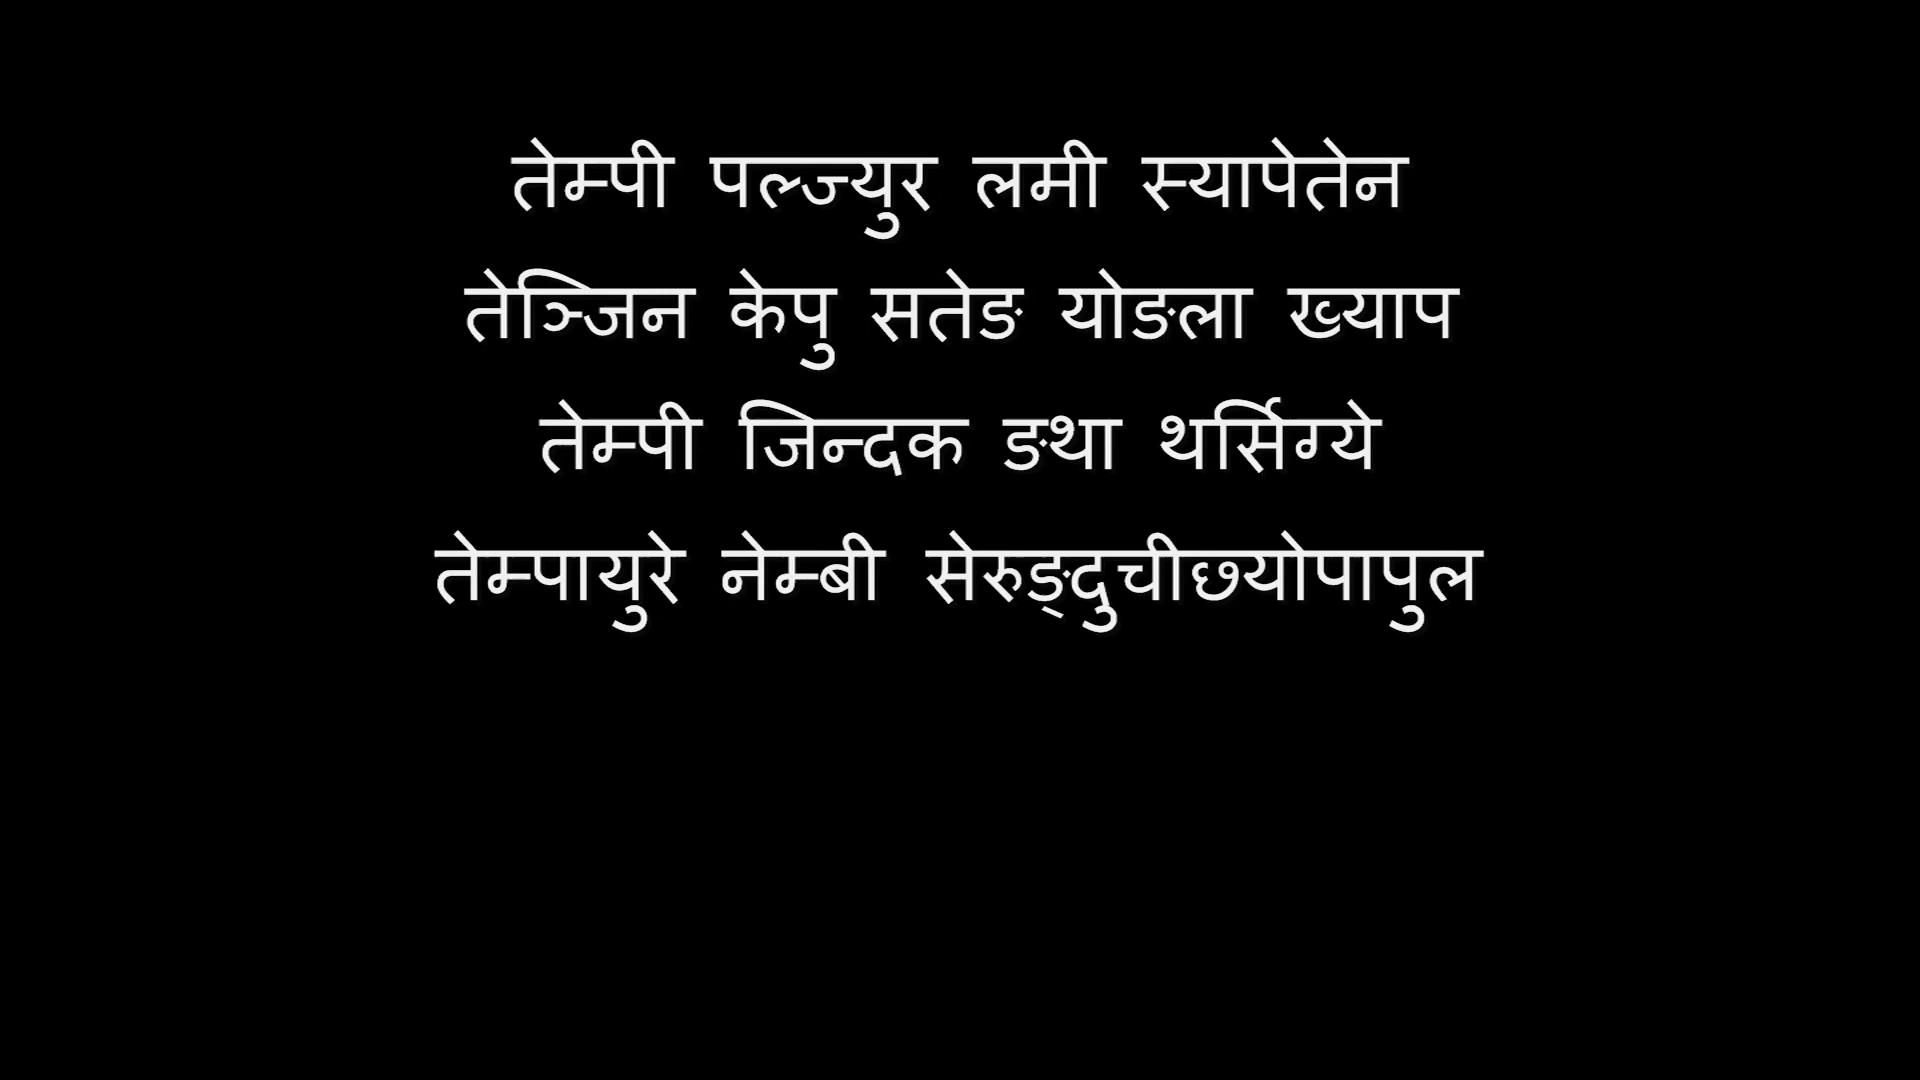 तेम्पी पल्ज्युर लमी स्यापेतेन
तेञ्जिन केपु सतेङ योङला ख्याप
तेम्पी जिन्दक ङथा थर्सिग्ये
तेम्पायुरे नेम्बी सेरुङ्दुचीछ्योपापुल